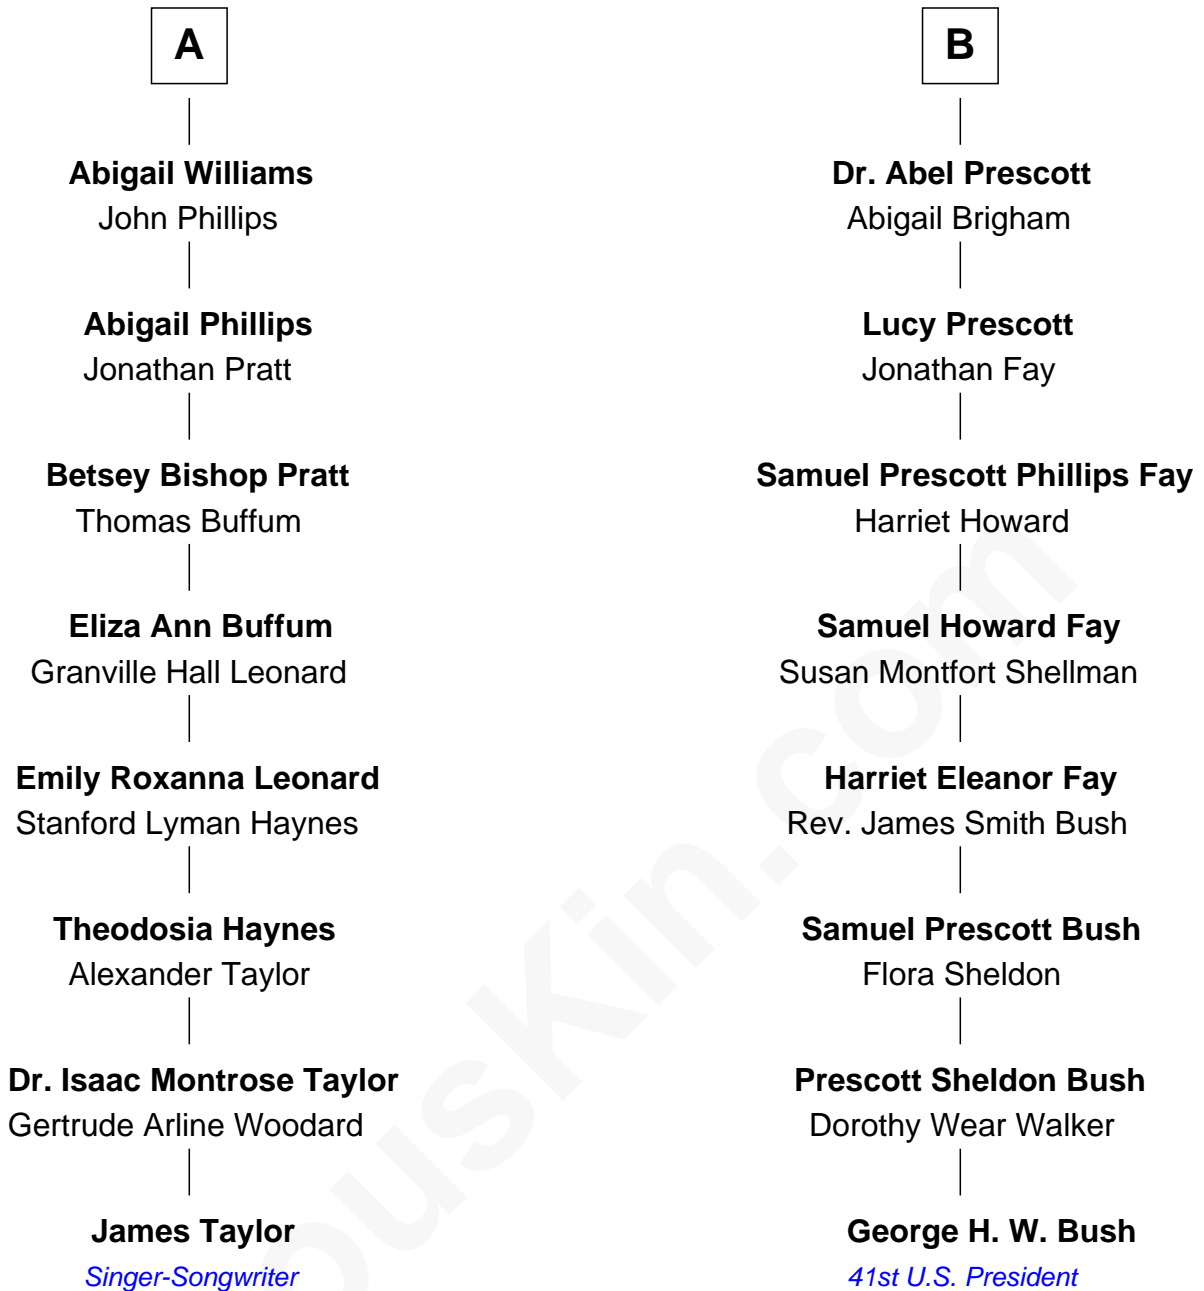 A
Abigail Williams
John Phillips
Abigail Phillips
Jonathan Pratt
Betsey Bishop Pratt
Thomas Buffum
Eliza Ann Buffum
Granville Hall Leonard
Emily Roxanna Leonard
Stanford Lyman Haynes
Theodosia Haynes
Alexander Taylor
Dr. Isaac Montrose Taylor
Gertrude Arline Woodard
James Taylor
Singer-Songwriter
B
Dr. Abel Prescott
Abigail Brigham
Lucy Prescott
Jonathan Fay
Samuel Prescott Phillips Fay
Harriet Howard
Samuel Howard Fay
Susan Montfort Shellman
Harriet Eleanor Fay
Rev. James Smith Bush
Samuel Prescott Bush
Flora Sheldon
Prescott Sheldon Bush
Dorothy Wear Walker
George H. W. Bush
41st U.S. President
ousKin.com